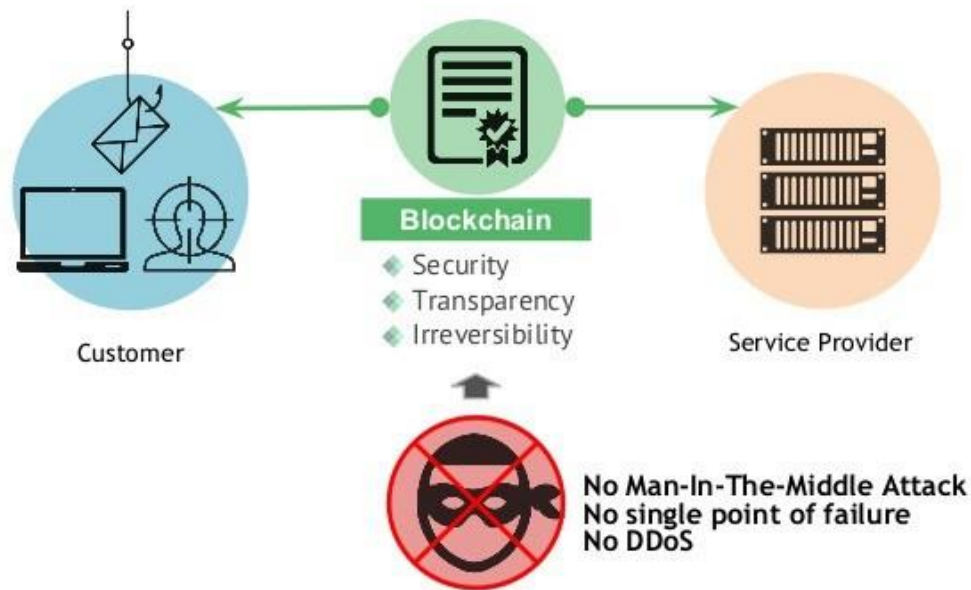 Blockchain
Security
Transparency
Irreversibility
Customer
Service Provider
No Man-In-The-Middle Attack
No single point of failure
No DDoS